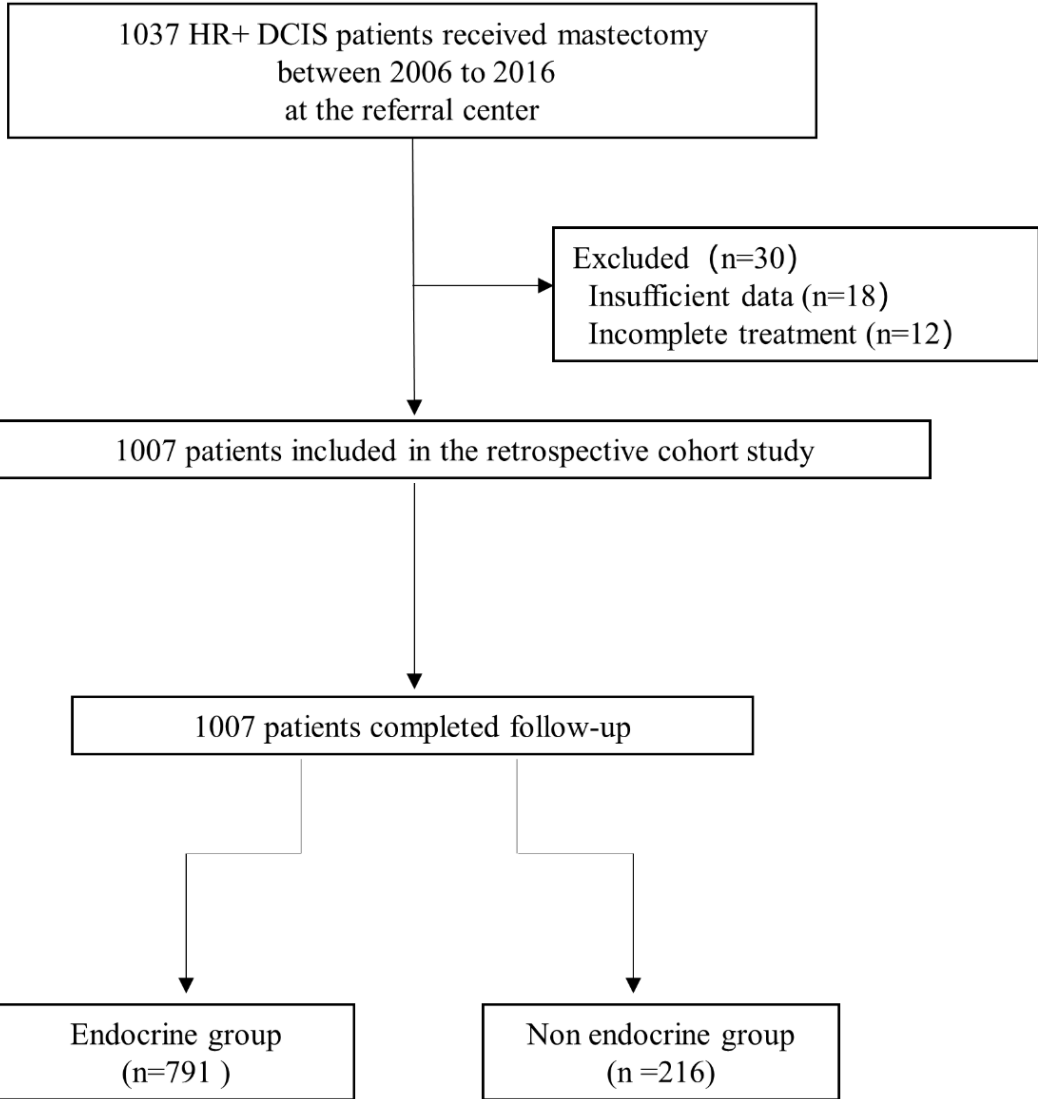 1037 HR+ DCIS patients received mastectomy
between 2006 to 2016
at the referral center
Excluded（n=30)
Insufficient data (n=18)
Incomplete treatment (n=12)
1007 patients included in the retrospective cohort study
1007 patients completed follow-up
Endocrine group
(n=791 )
Non endocrine group
(n =216)